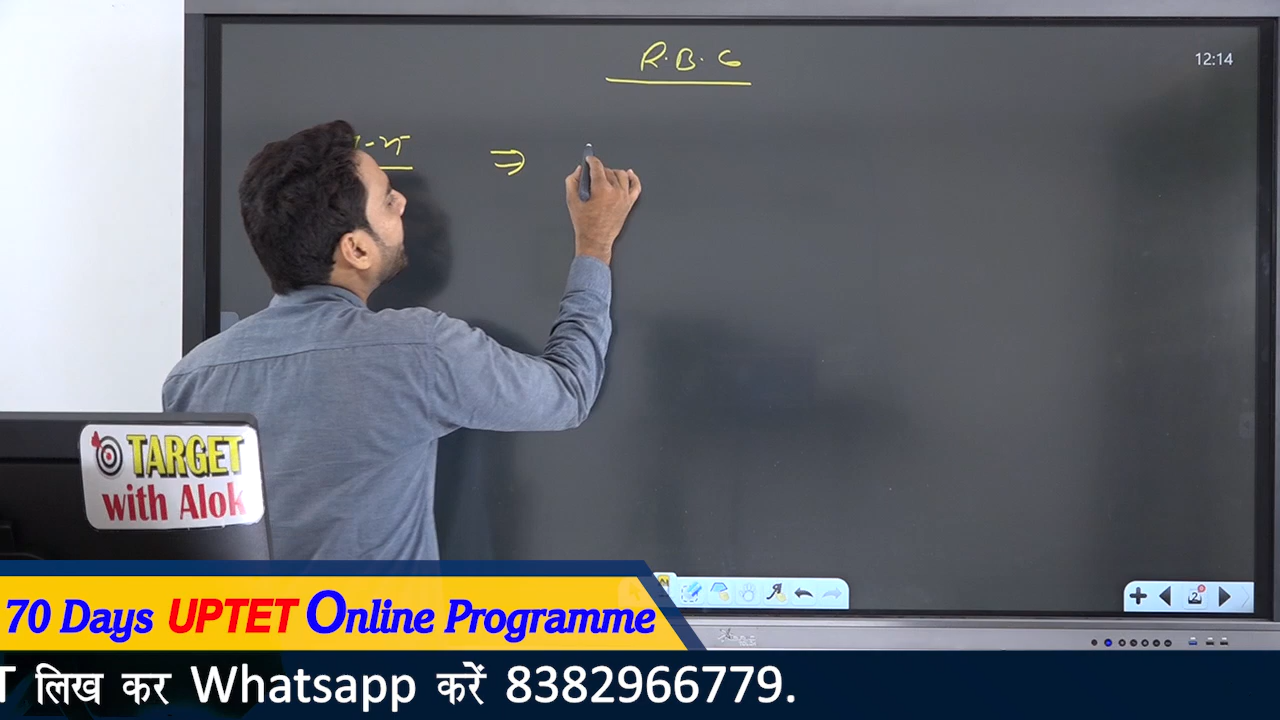 R.B.C
12:14
⇒
TARGET
with Alok
70 Days UPTET Online Programme
T लिख कर Whatsapp करें 8382966779.